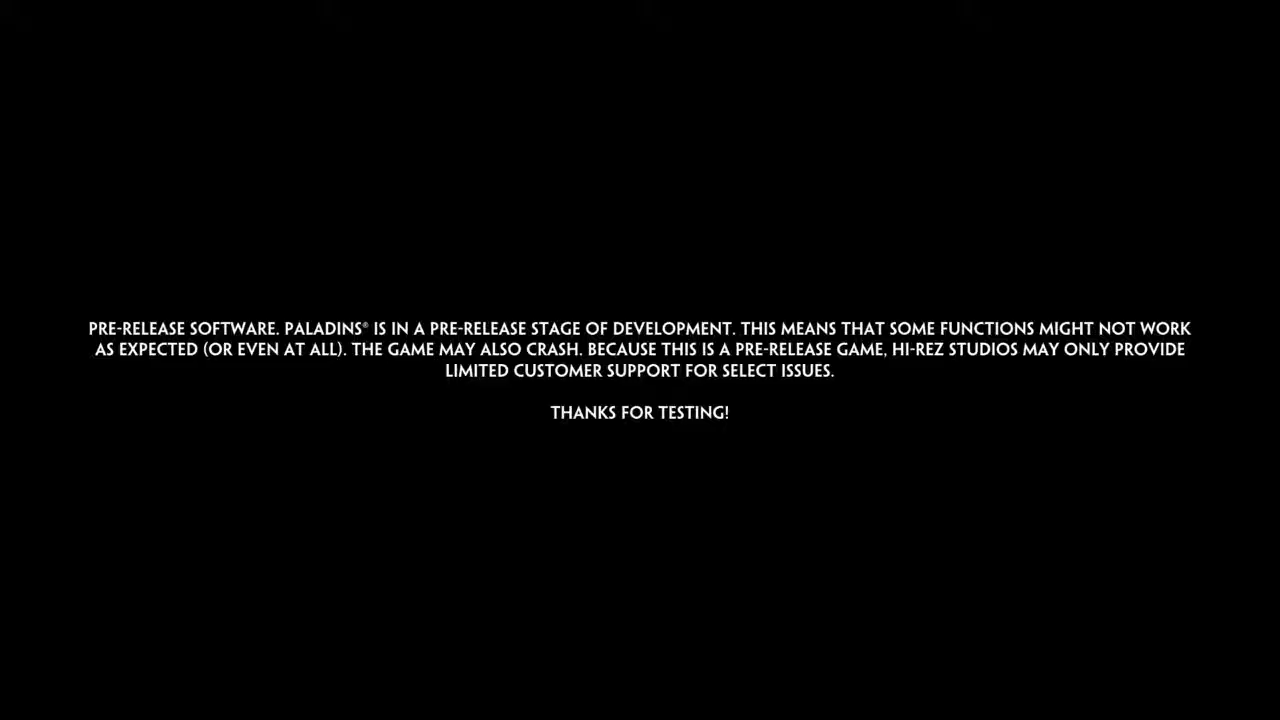 PRE-RELEASE SOFTWARE. PALADINS® IS IN A PRE-RELEASE STAGE OF DEVELOPMENT. THIS MEANS THAT SOME FUNCTIONS MIGHT NOT WORK
AS EXPECTED (OR EVEN AT ALL). THE GAME MAY ALSO CRASH. BECAUSE THIS IS A PRE-RELEASE GAME, HI-REZ STUDIOS MAY ONLY PROVIDE
LIMITED CUSTOMER SUPPORT FOR SELECT ISSUES.
THANKS FOR TESTING!